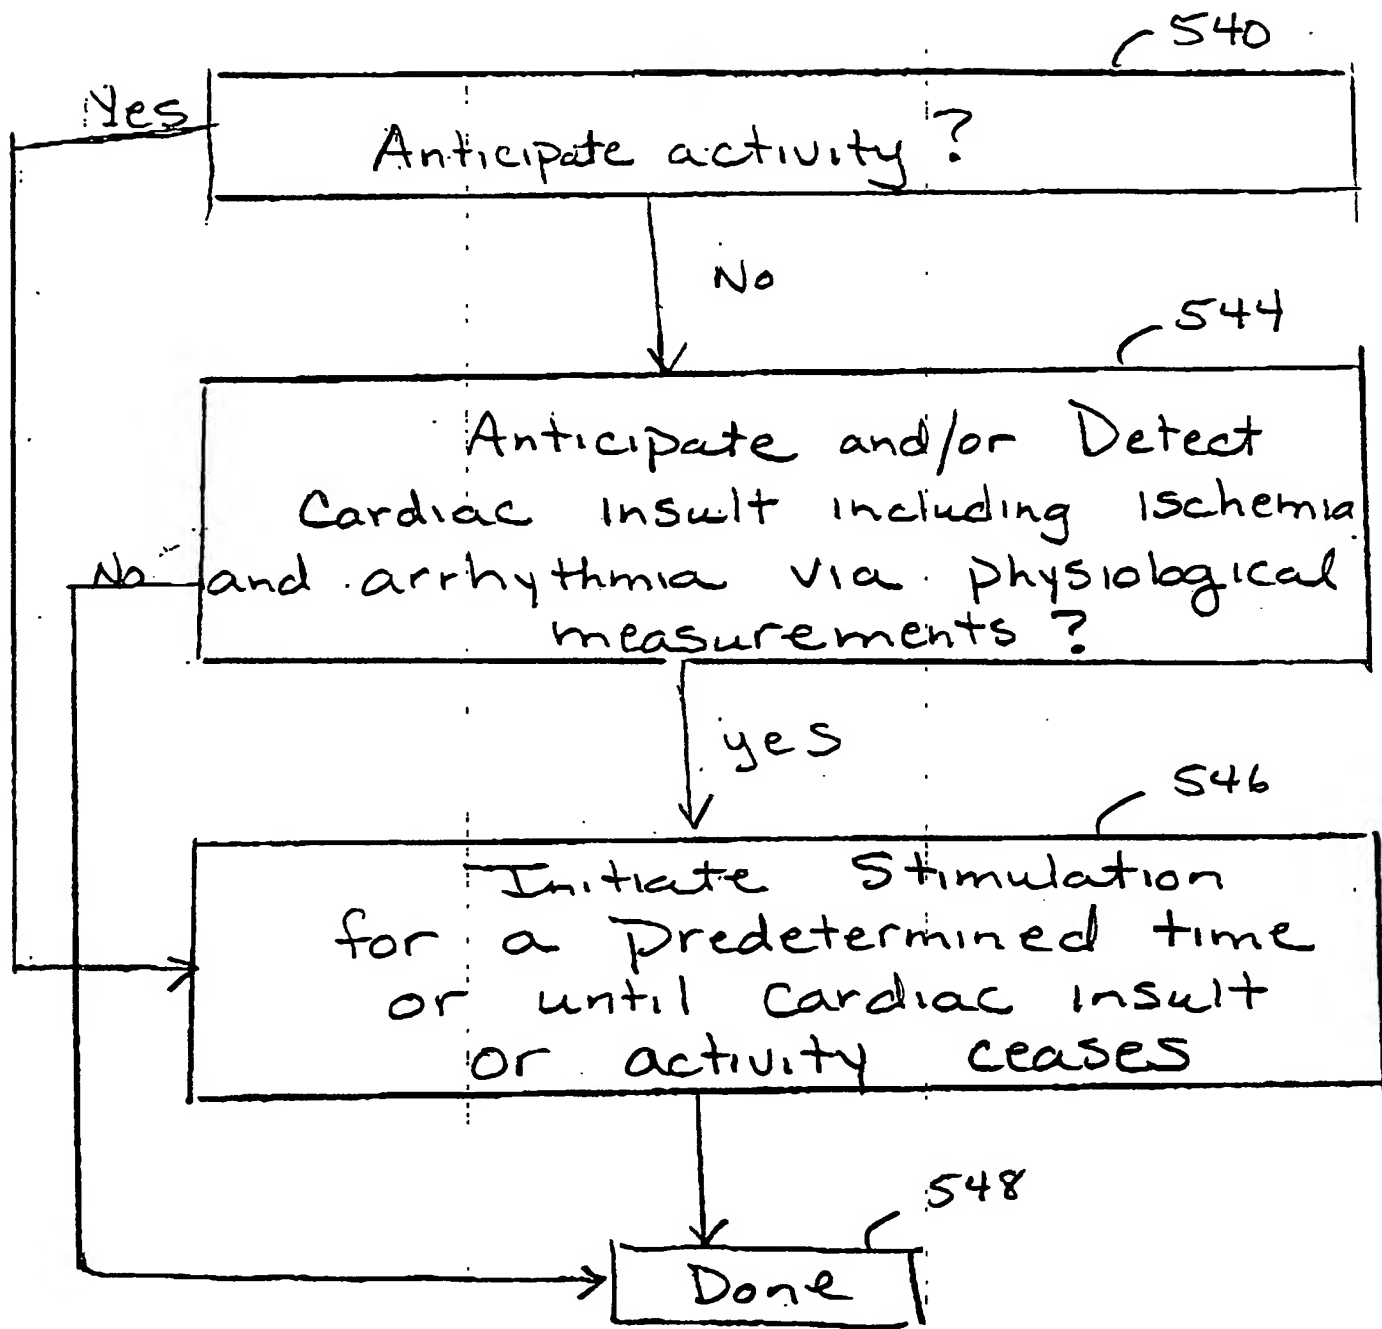 540
Yes
Anticipate activity?
No
544
Anticipate and/or Detect
Cardiac insult including ischemia
No
and arrhythmia via physiological
measurements?
yes
546
Initiate Stimulation
for a predetermined time
or until cardiac insult
or activity ceases
548
Done